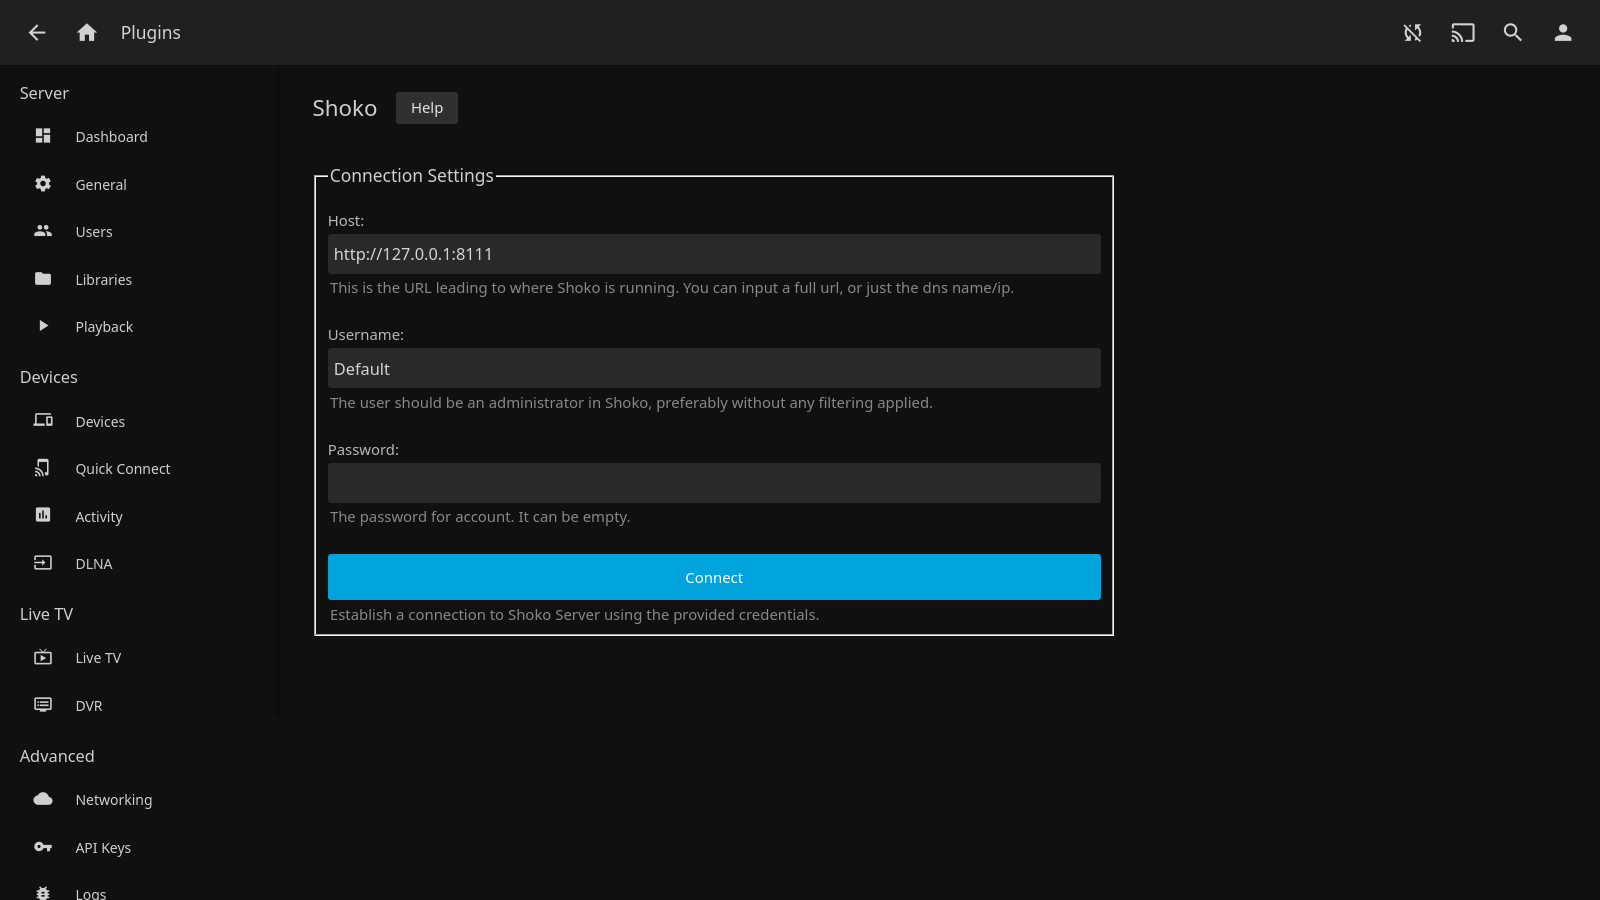 Plugins
Server
Dashboard
General
Users
Libraries
Playback
Devices
Devices
Quick Connect
Activity
DLNA
Live TV
Live TV
DVR
Advanced
Networking
API Keys
Logs
Shoko
Help
Connection Settings
Host:
http://127.0.0.1:8111
This is the URL leading to where Shoko is running. You can input a full url, or just the dns name/ip.
Username:
Default
The user should be an administrator in Shoko, preferably without any filtering applied.
Password:
The password for account. It can be empty.
Connect
Establish a connection to Shoko Server using the provided credentials.